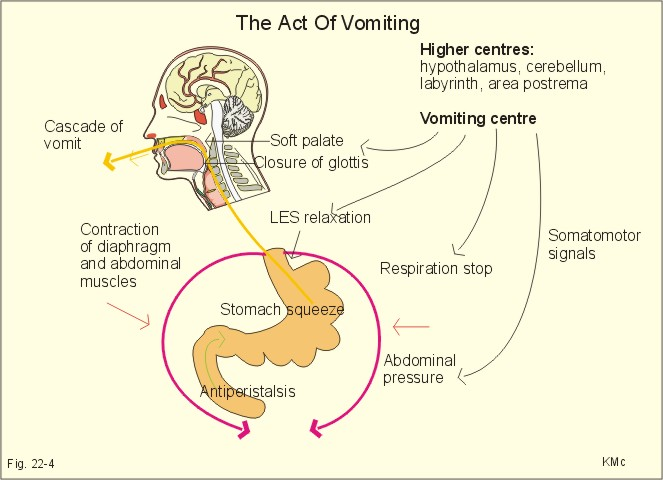 The Act Of Vomiting
Higher centres:
hypothalamus, cerebellum,
labyrinth, area postrema
Vomiting centre
Cascade of
vomit
Soft palate
Closure of glottis
LES relaxation
Contraction
of diaphragm
and abdominal
muscles
Respiration stop
Somatomotor
signals
Stomach squeeze
Abdominal
pressure
Antiperistalsis
Fig. 22-4
KMc